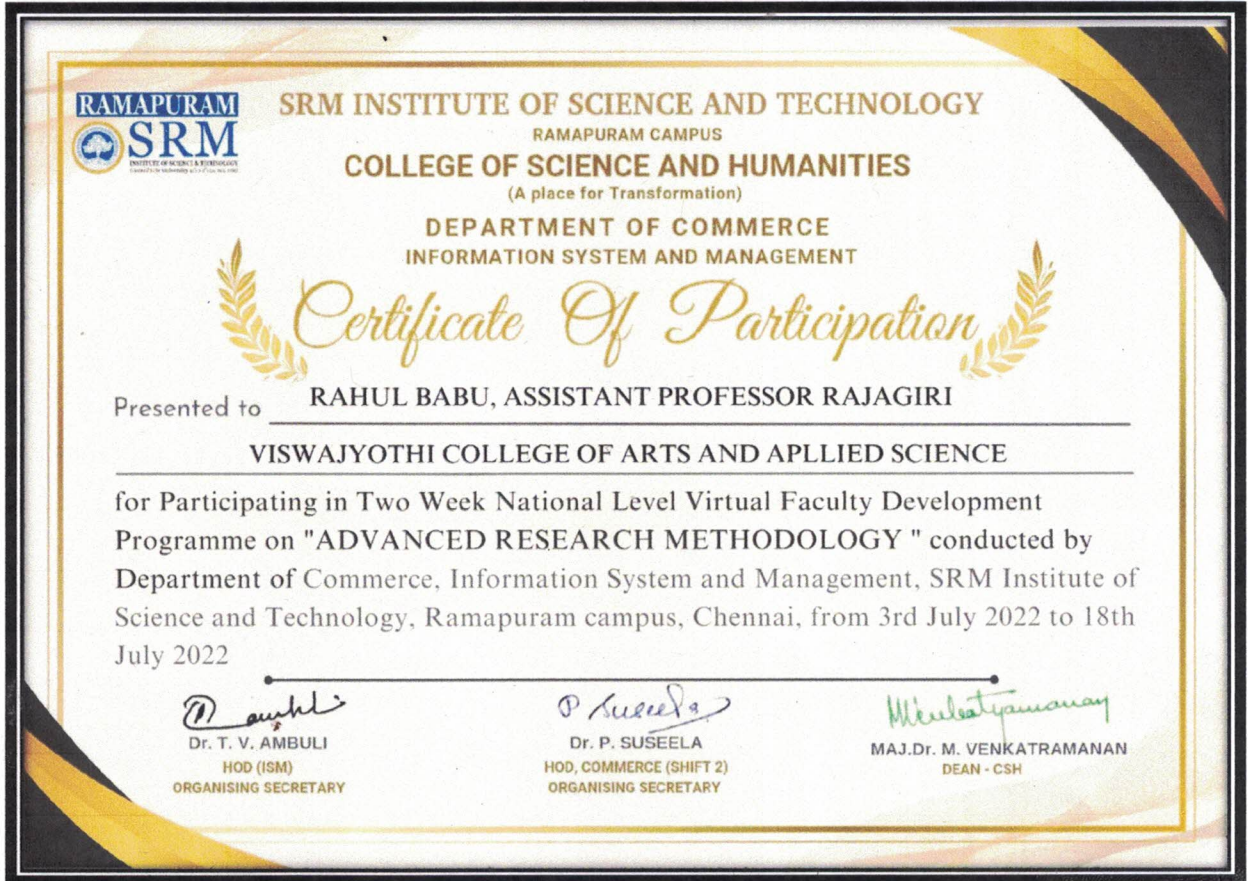 RAMAPURAM
SRM
INSTITUTE OF SCIENCE & TECHNOLOGY
SRM INSTITUTE OF SCIENCE AND TECHNOLOGY
RAMAPURAM CAMPUS
COLLEGE OF SCIENCE AND HUMANITIES
(A place for Transformation)
DEPARTMENT OF COMMERCE
INFORMATION SYSTEM AND MANAGEMENT
Certificate Of Participation
Presented to RAHUL BABU, ASSISTANT PROFESSOR RAJAGIRI
VISWAJYOTHI COLLEGE OF ARTS AND APLLIED SCIENCE
for Participating in Two Week National Level Virtual Faculty Development
Programme on "ADVANCED RESEARCH METHODOLOGY " conducted by
Department of Commerce, Information System and Management, SRM Institute of
Science and Technology, Ramapuram campus, Chennai, from 3rd July 2022 to 18th
July 2022
P Suseela
Dr. T. V. AMBULI
HOD (ISM)
ORGANISING SECRETARY
Dr. P. SUSEELA
HOD, COMMERCE (SHIFT 2)
ORGANISING SECRETARY
MAJ.Dr. M. VENKATRAMANAN
DEAN - CSH